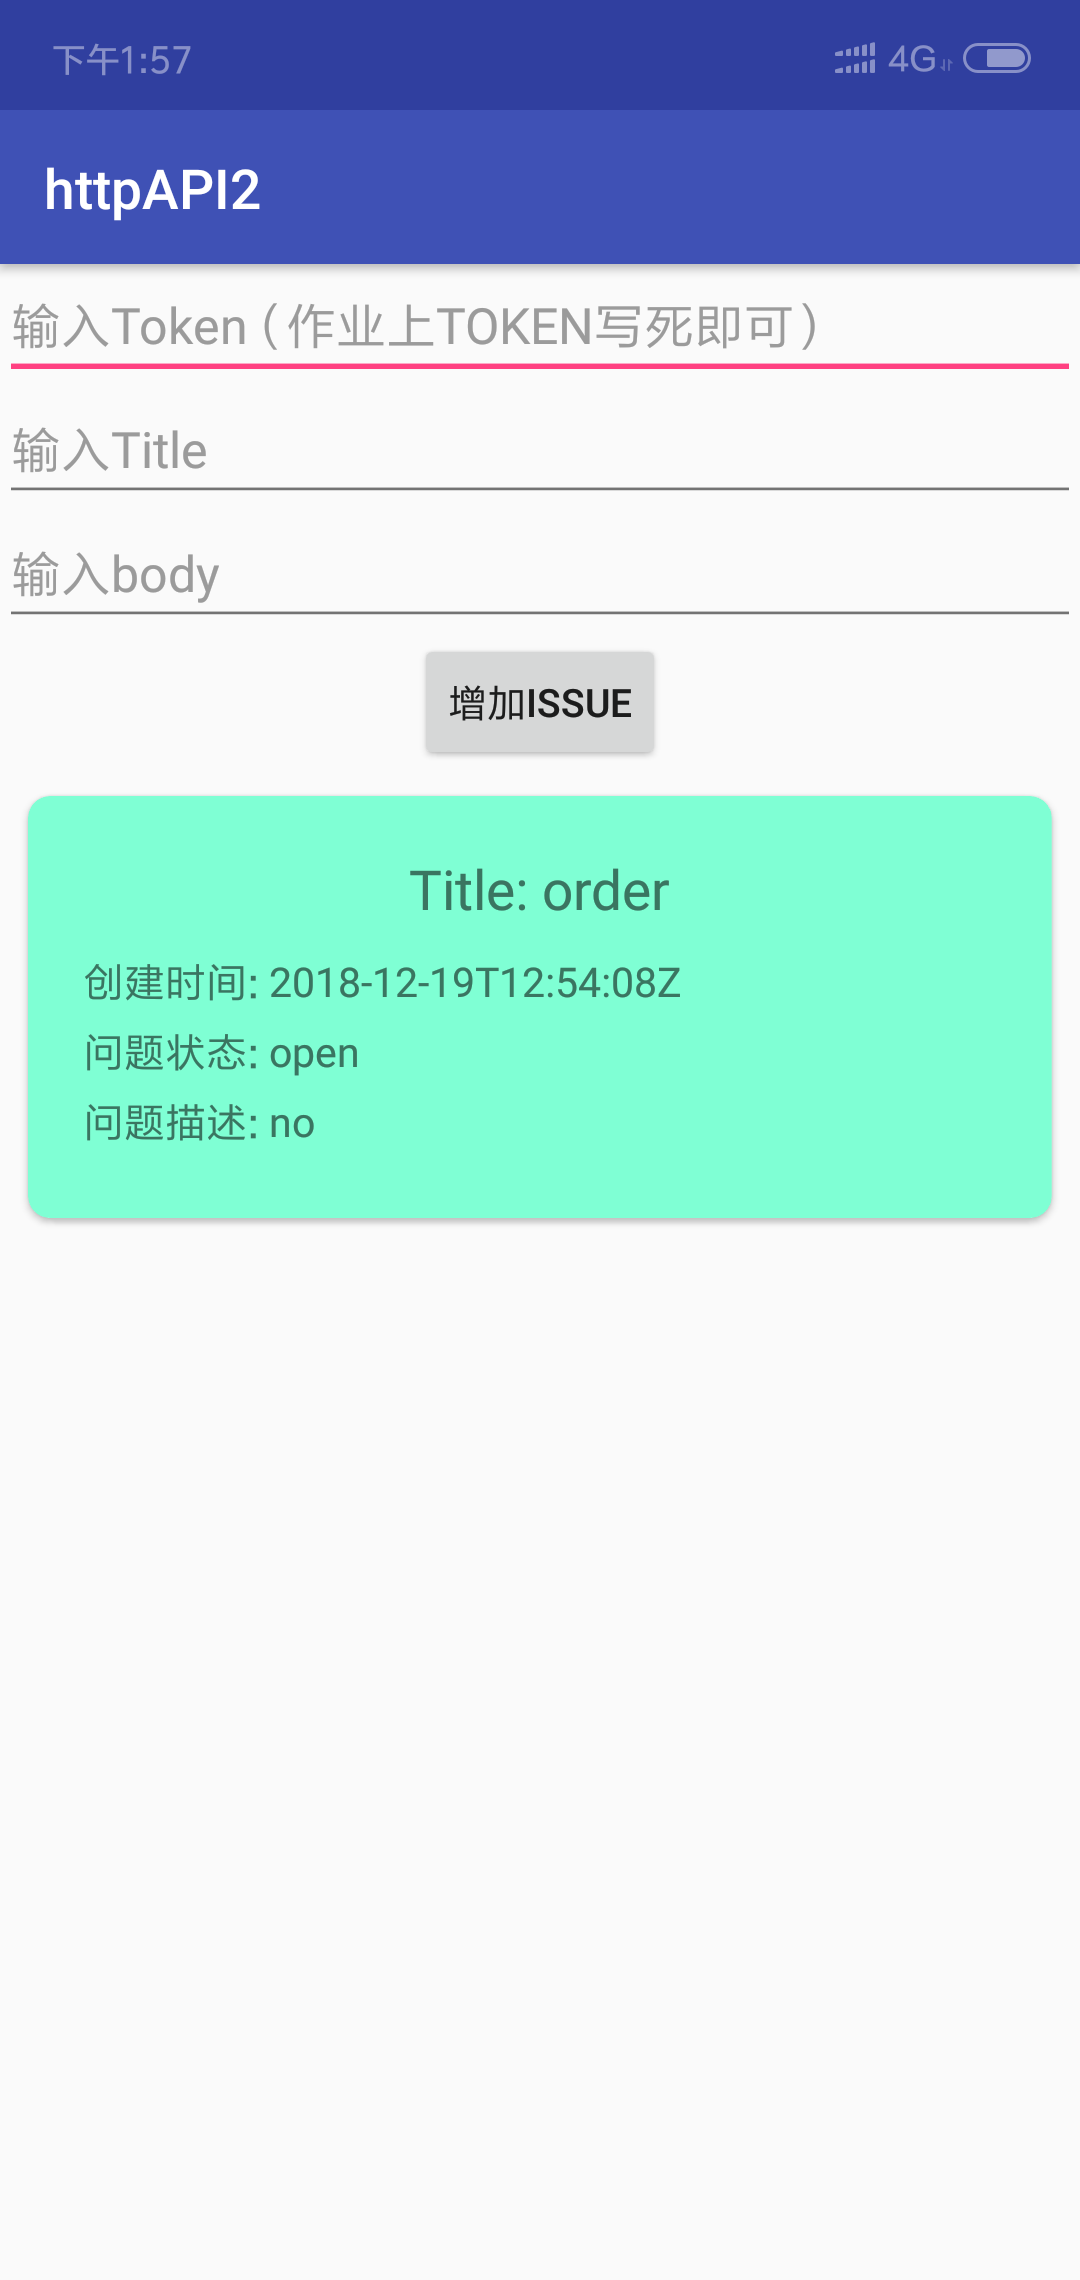 下午1:57 4G
httpAPI2
输入Token（作业上TOKEN写死即可）
输入Title
输入body
增加ISSUE
Title: order
创建时间: 2018-12-19T12:54:08Z
问题状态: open
问题描述: no